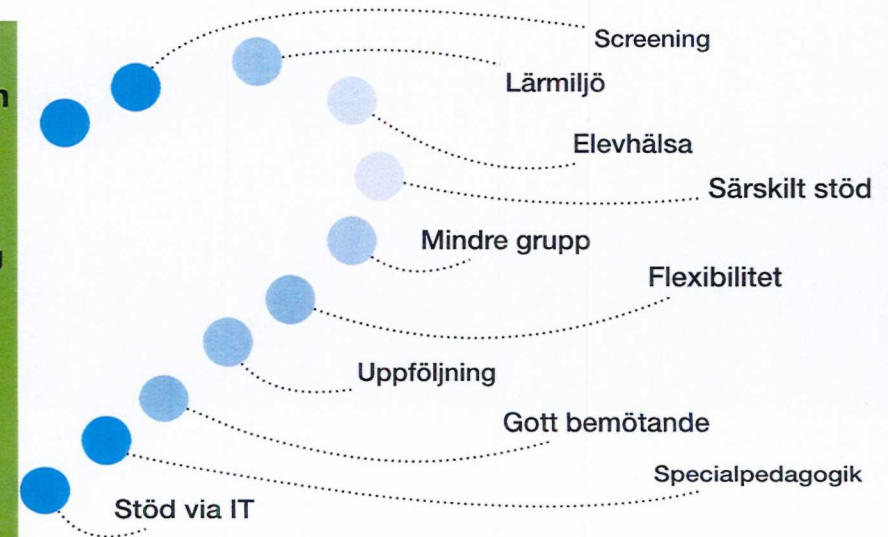 Screening
Lärmiljö
Elevhälsa
Särskilt stöd
Mindre grupp
Flexibilitet
Uppföljning
Gott bemötande
Specialpedagogik
Stöd via IT